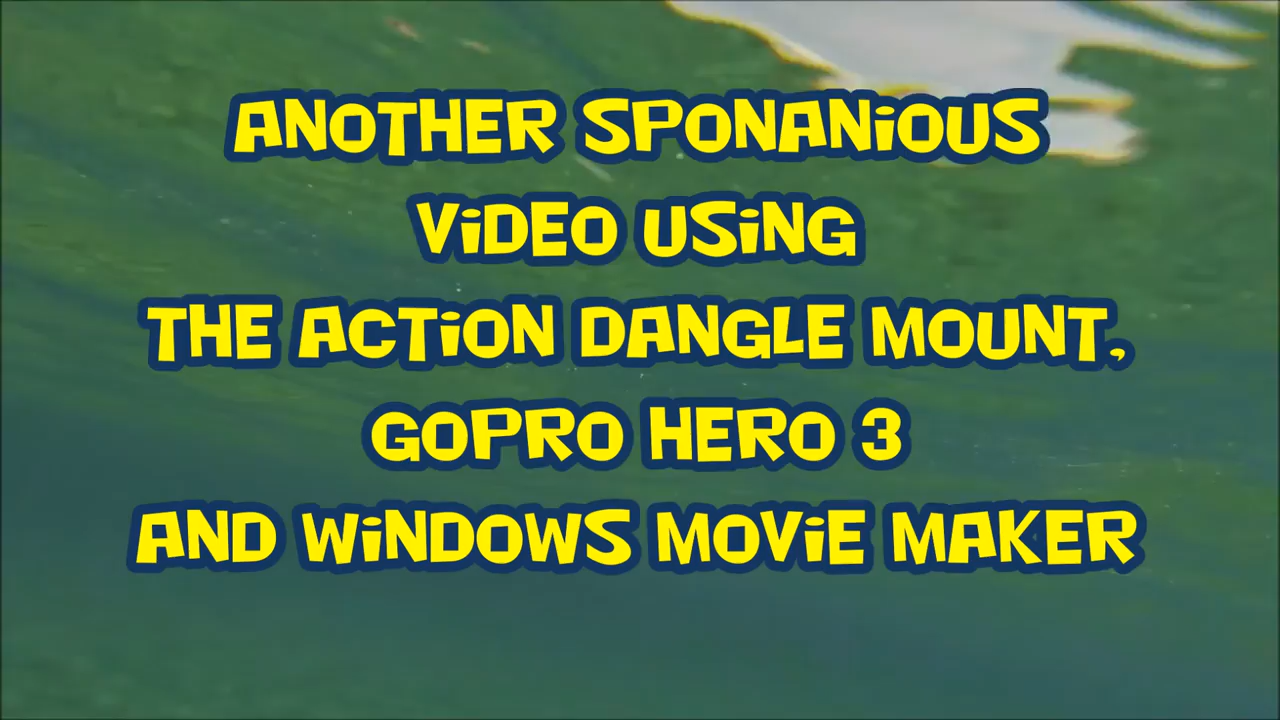 ANOTHER SPONANiOUS
ViDEO USiNG
THE ACTiON DANGLE MOUNT,
GOPRO HERO 3
AND WiNDOWS MOViE MAKER